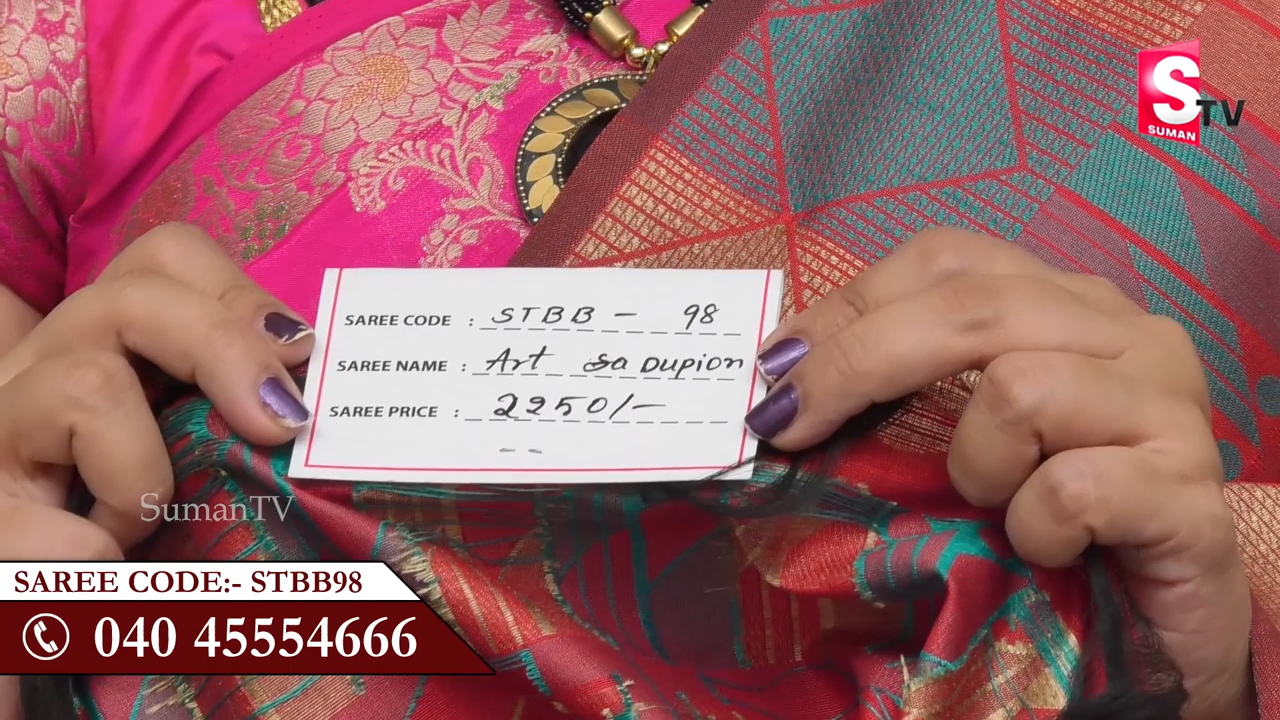 S TV
SUMAN
SAREE CODE : STBB - 98
SAREE NAME : Art Sa Dupion
SAREE PRICE : 2250/-
SumanTV
SAREE CODE:- STBB98
040 45554666